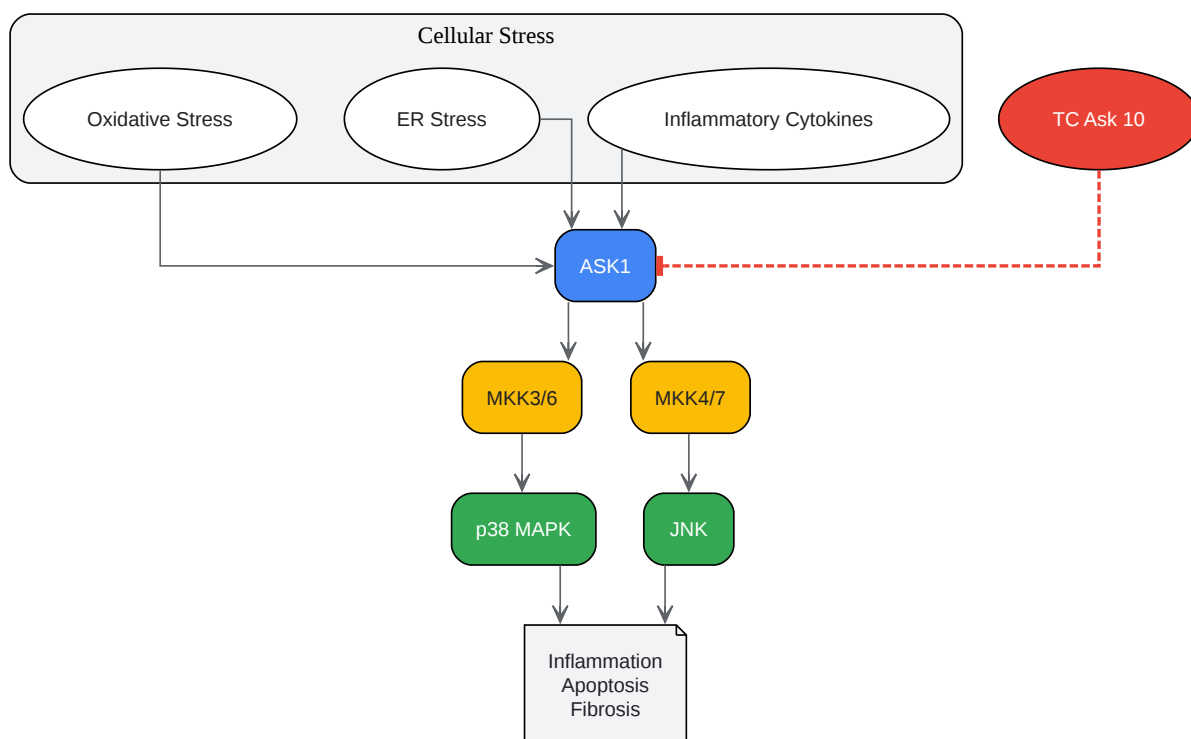 Cellular Stress
Oxidative Stress
ER Stress
Inflammatory Cytokines
TC Ask 10
ASK1
MKK3/6
MKK4/7
p38 MAPK
JNK
Inflammation
Apoptosis
Fibrosis